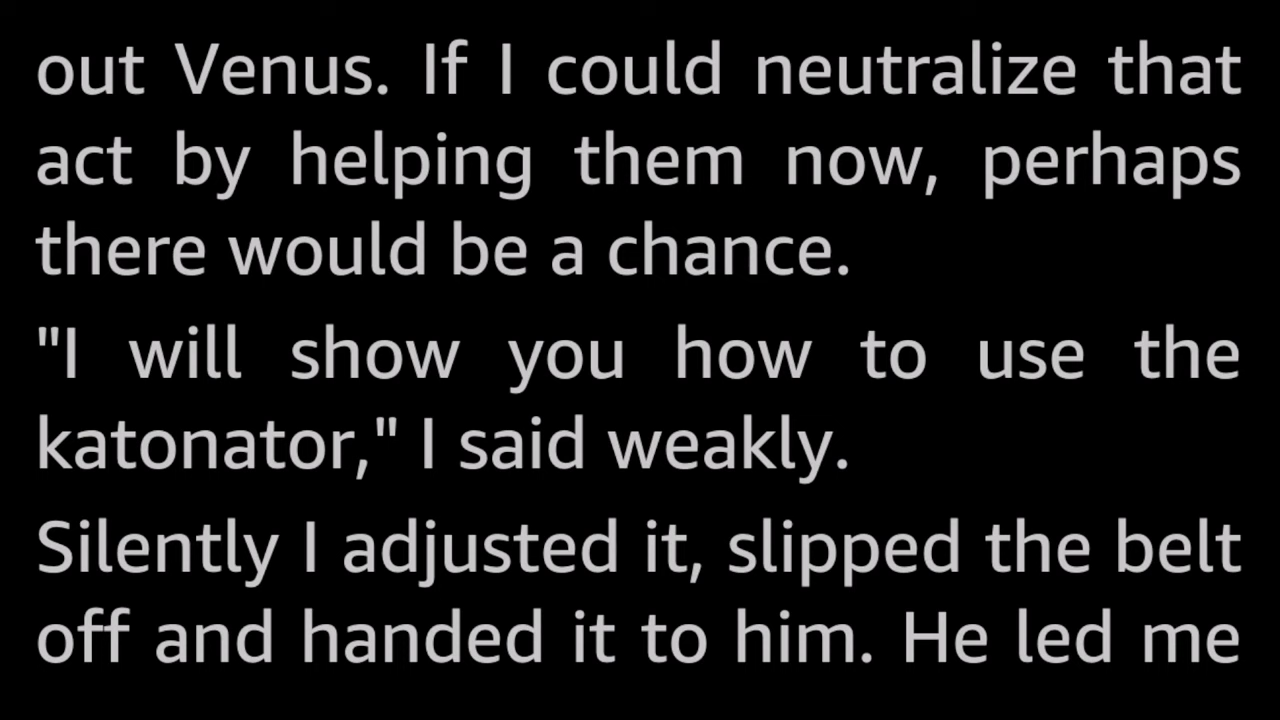 out Venus. If I could neutralize that
act by helping them now, perhaps
there would be a chance.
"I will show you how to use the
katonator," I said weakly.
Silently I adjusted it, slipped the belt
off and handed it to him. He led me